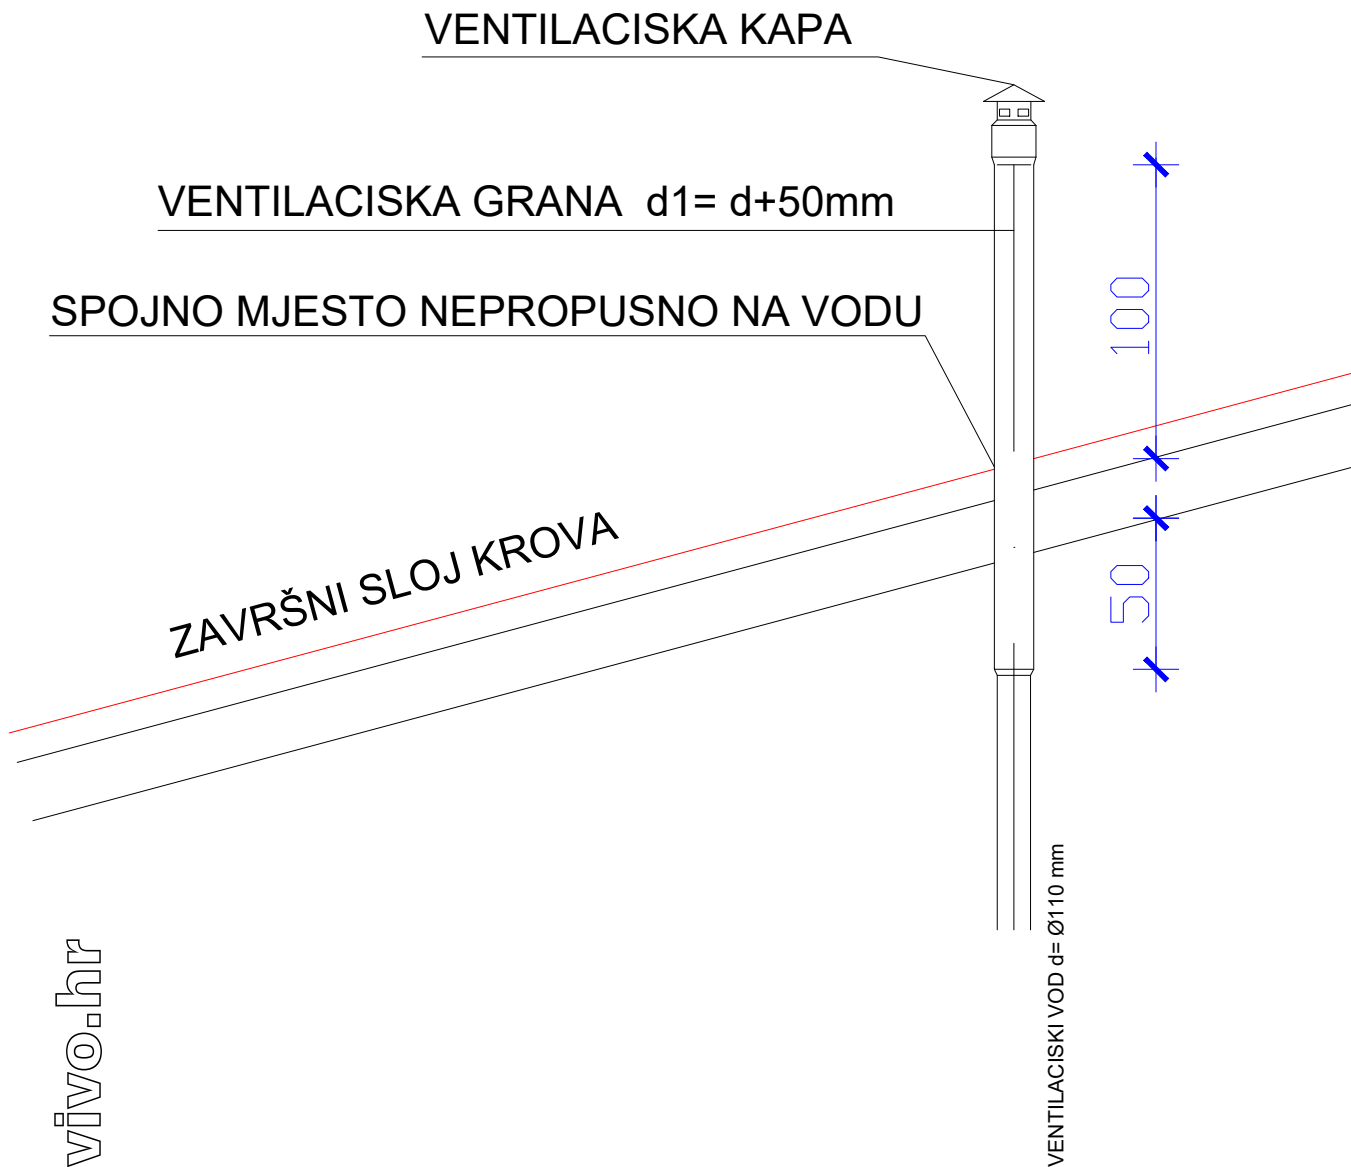 VENTILACISKA KAPA
VENTILACISKA GRANA d1= d+50mm
SPOJNO MJESTO NEPROPUSNO NA VODU
100
ZAVRŠNI SLOJ KROVA
50
VENTILACISKI VOD d= Ø110 mm
vivo.hr